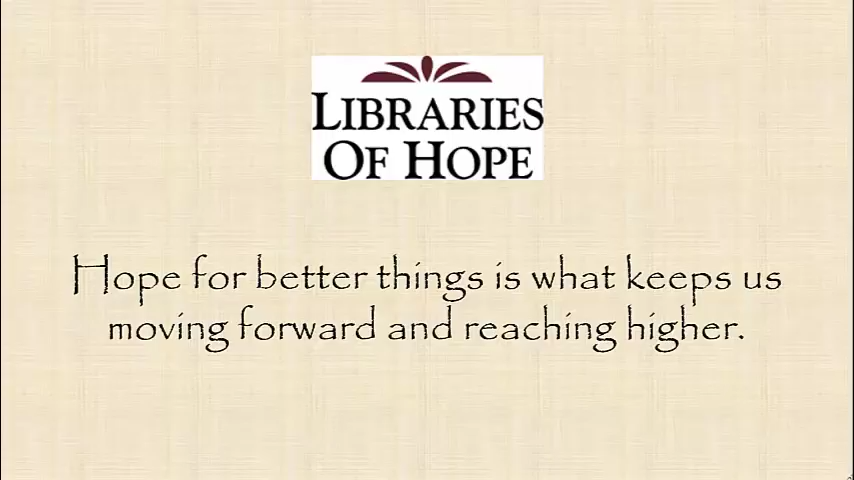 LIBRARIES
OF HOPE
Hope for better things is what keeps us
moving forward and reaching higher.